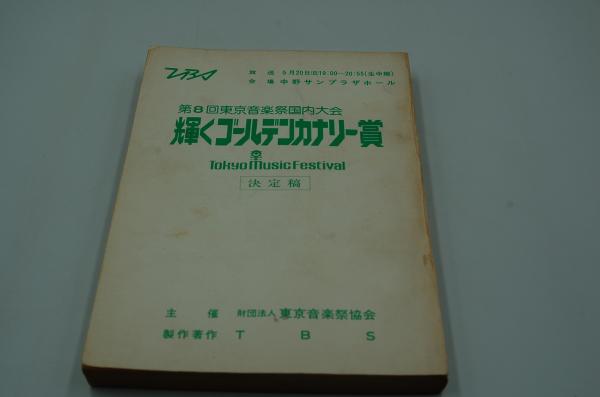 TBS 放送 5月20日(日)19:00〜20:55(生中継)
会場 中野サンプラザホール
第8回東京音楽祭国内大会
輝くゴールデンカナリー賞
Tokyo Music Festival
決定稿
主催 財団法人 東京音楽祭協会
製作著作 TBS